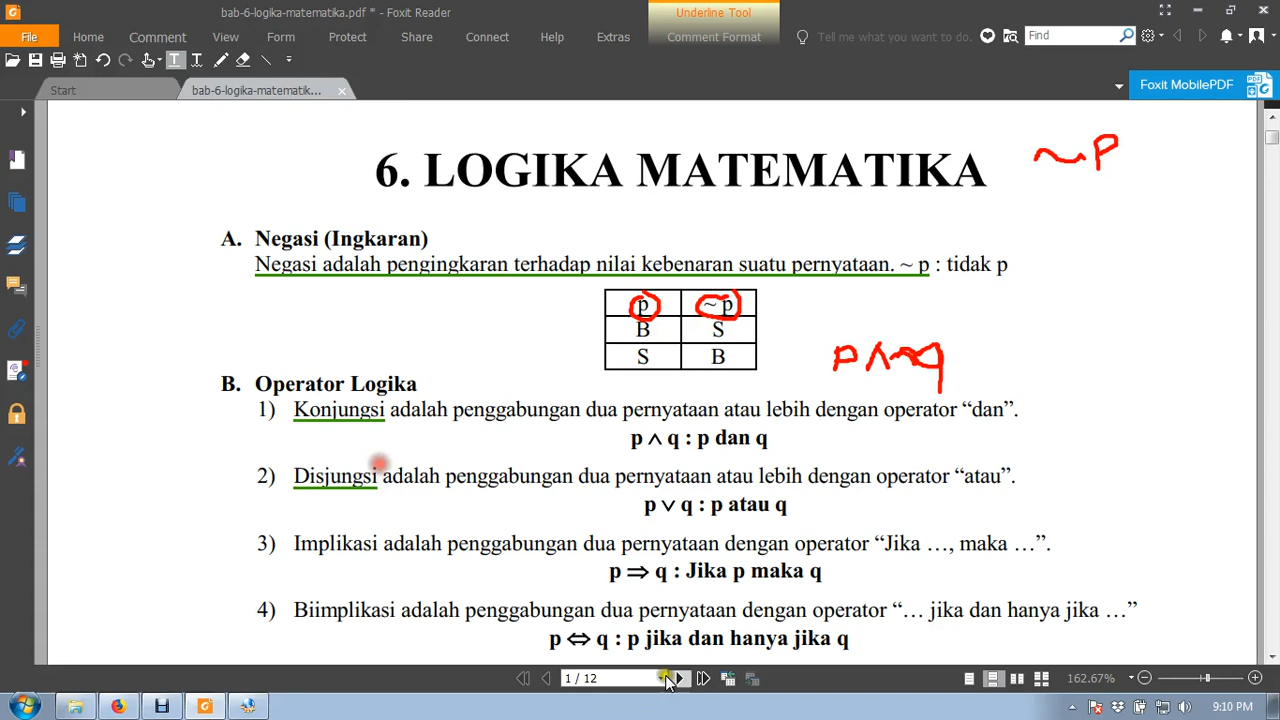 bab-6-logika-matematika.pdf * - Foxit Reader
Underline Tool
File Home Comment View Form Protect Share Connect Help Extras Comment Format Tell me what you want to do.. Find
Start bab-6-logika-matematik... Foxit MobilePDF
6. LOGIKA MATEMATIKA ~P
A. Negasi (Ingkaran)
Negasi adalah pengingkaran terhadap nilai kebenaran suatu pernyataan. ~ p : tidak p
p ~ p
B S
S B
p ∧ ~q
B. Operator Logika
1) Konjungsi adalah penggabungan dua pernyataan atau lebih dengan operator “dan”.
p ∧ q : p dan q
2) Disjungsi adalah penggabungan dua pernyataan atau lebih dengan operator “atau”.
p ∨ q : p atau q
3) Implikasi adalah penggabungan dua pernyataan dengan operator “Jika …, maka …”.
p ⇒ q : Jika p maka q
4) Biimplikasi adalah penggabungan dua pernyataan dengan operator “… jika dan hanya jika …”
p ⇔ q : p jika dan hanya jika q
1 / 12 162.67%
9:10 PM